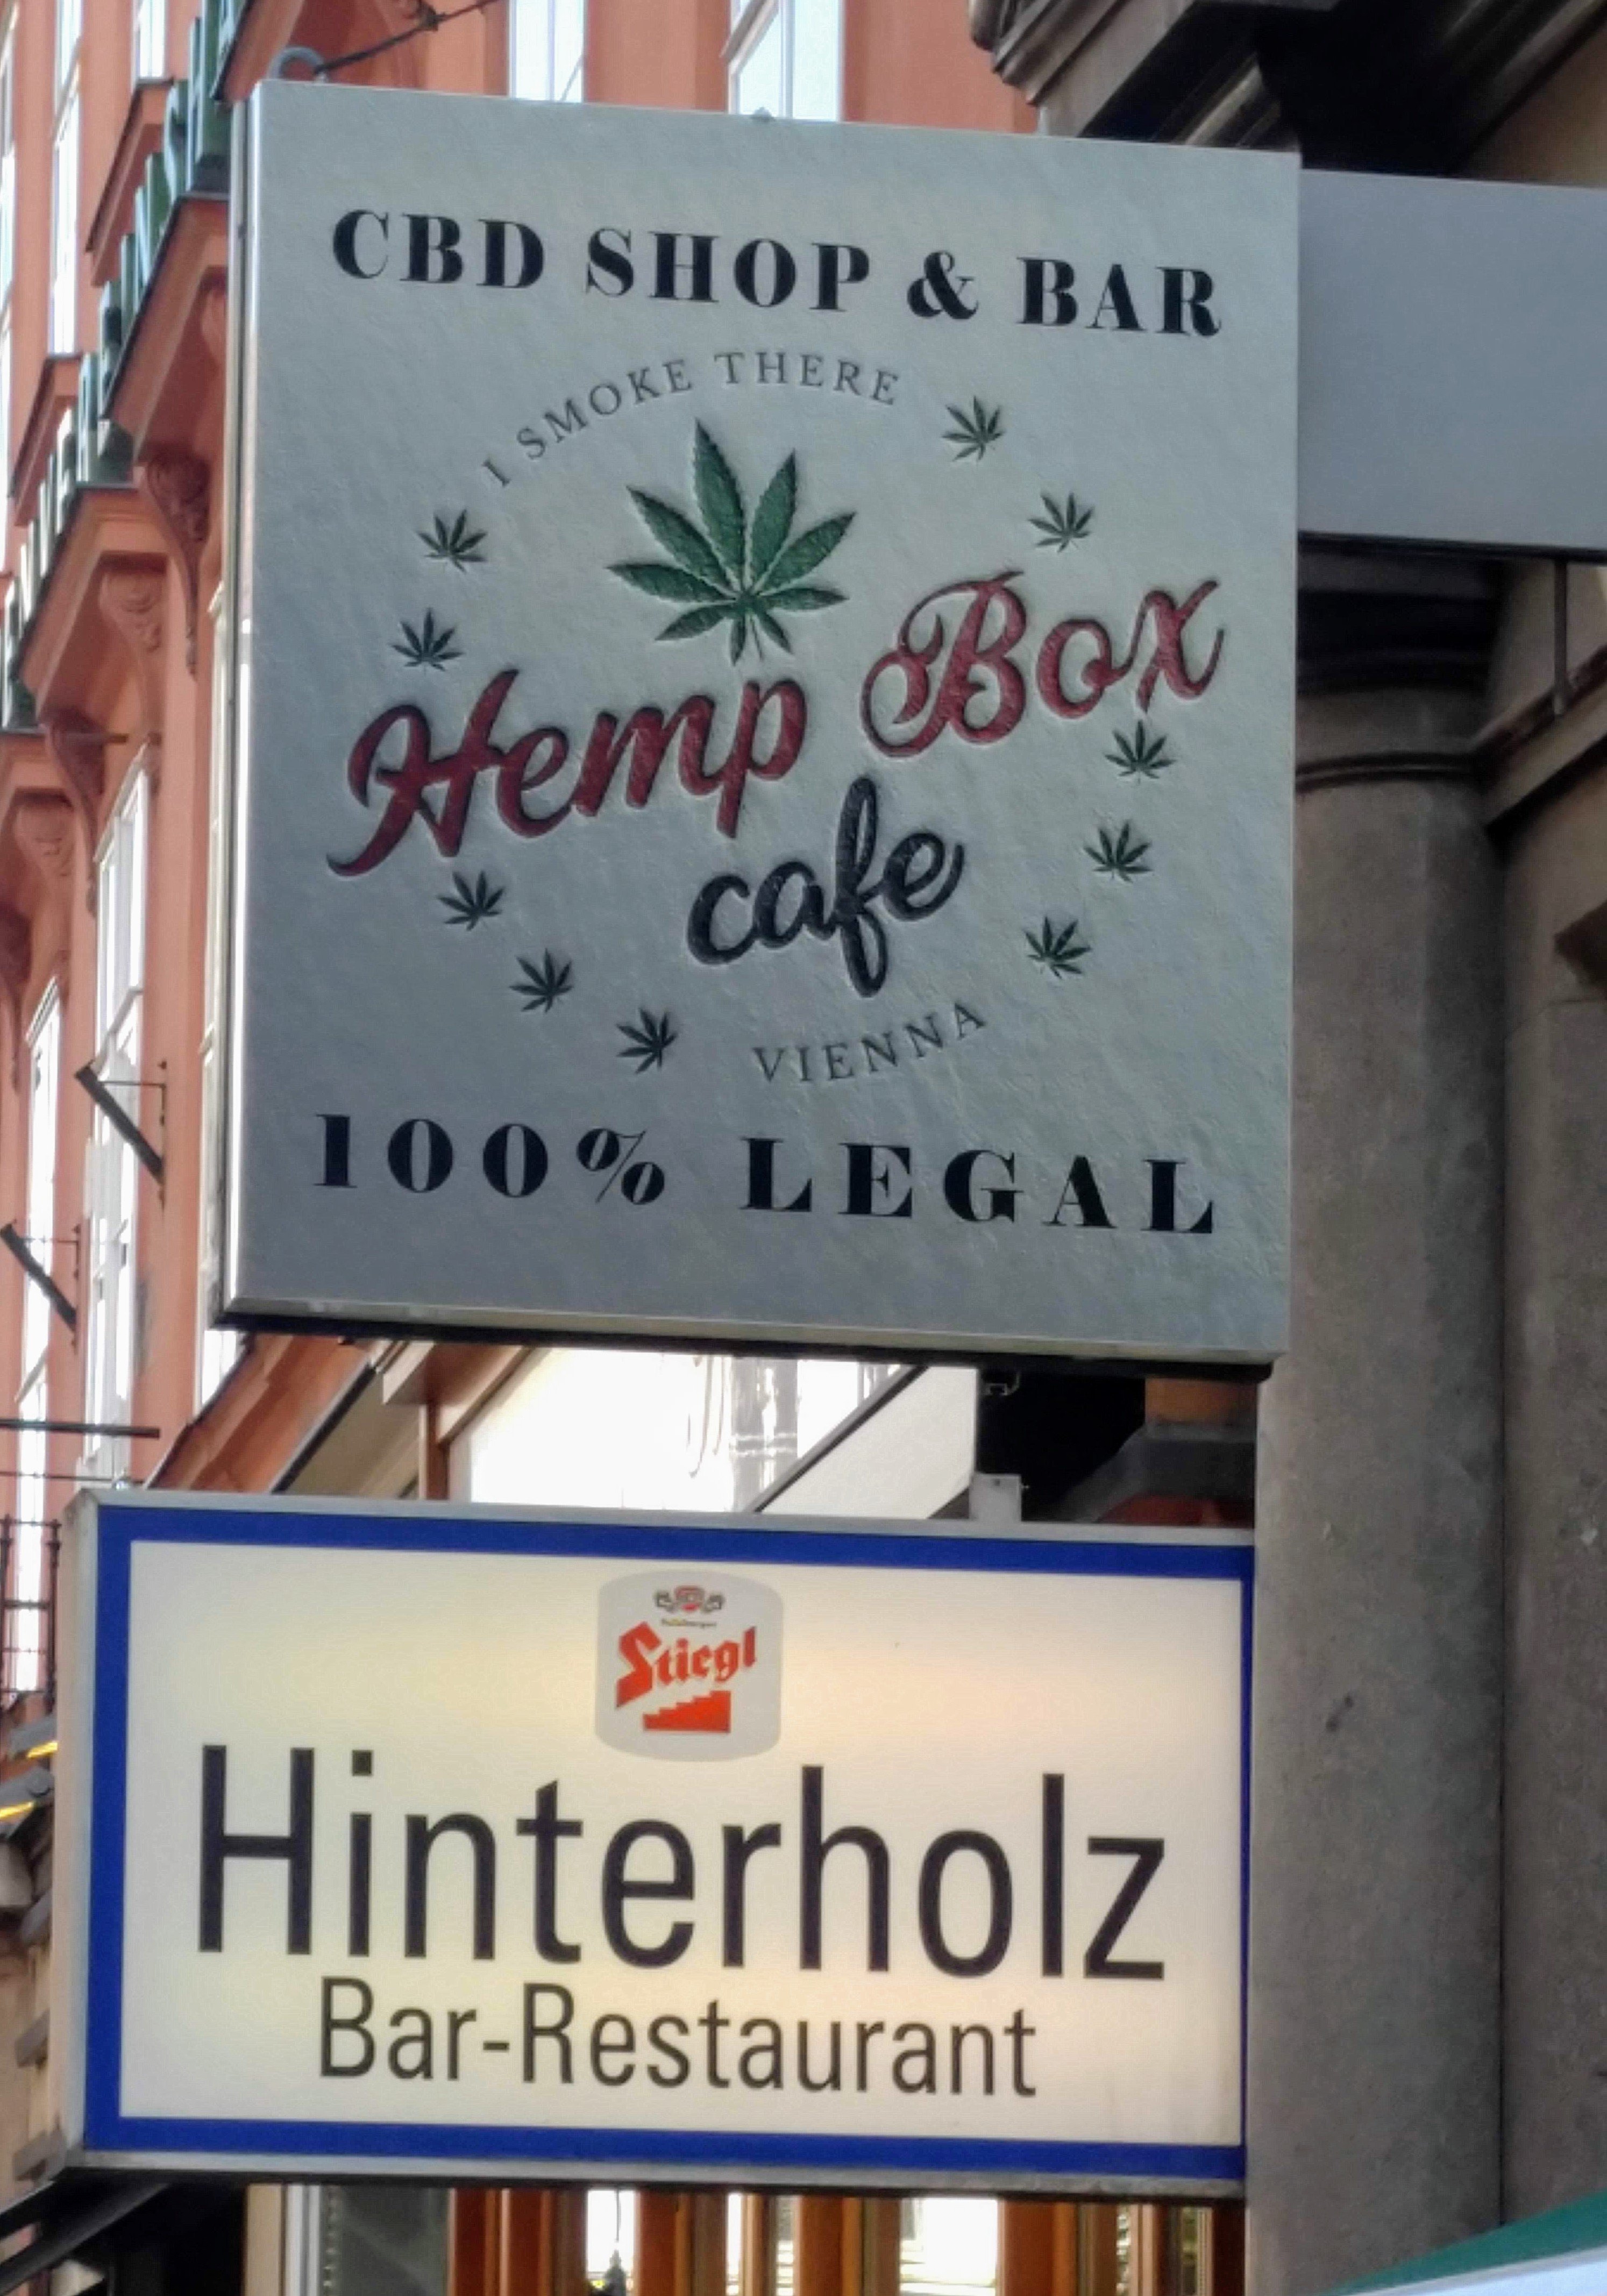 CBD SHOP & BAR
I SMOKE THERE
Hemp Box
cafe
VIENNA
100% LEGAL
Stiegl
Hinterholz
Bar-Restaurant